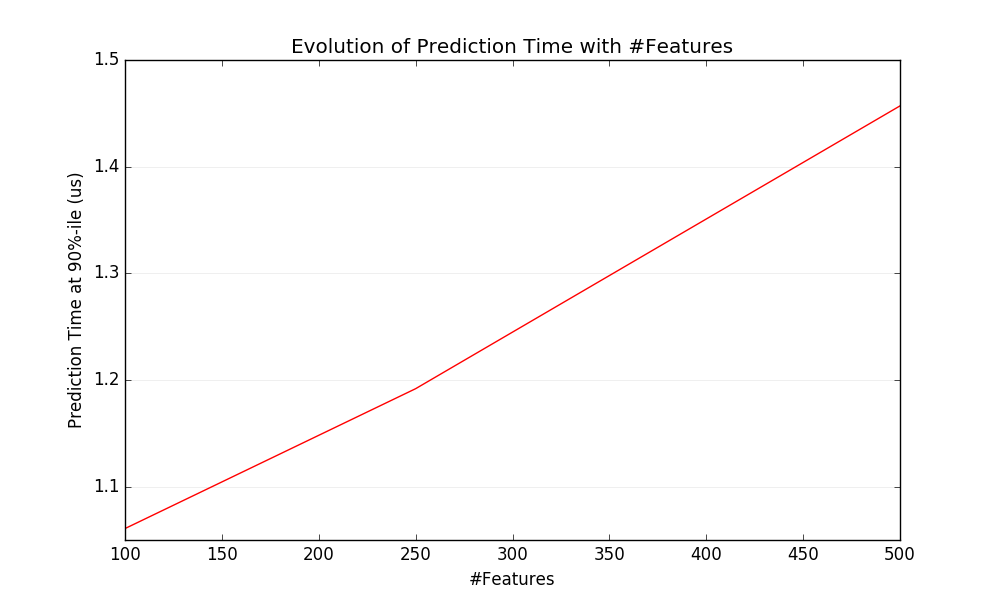 Evolution of Prediction Time with #Features
1.5
1.4
1.3
1.2
1.1
Prediction Time at 90%-ile (us)
100 150 200 250 300 350 400 450 500
#Features